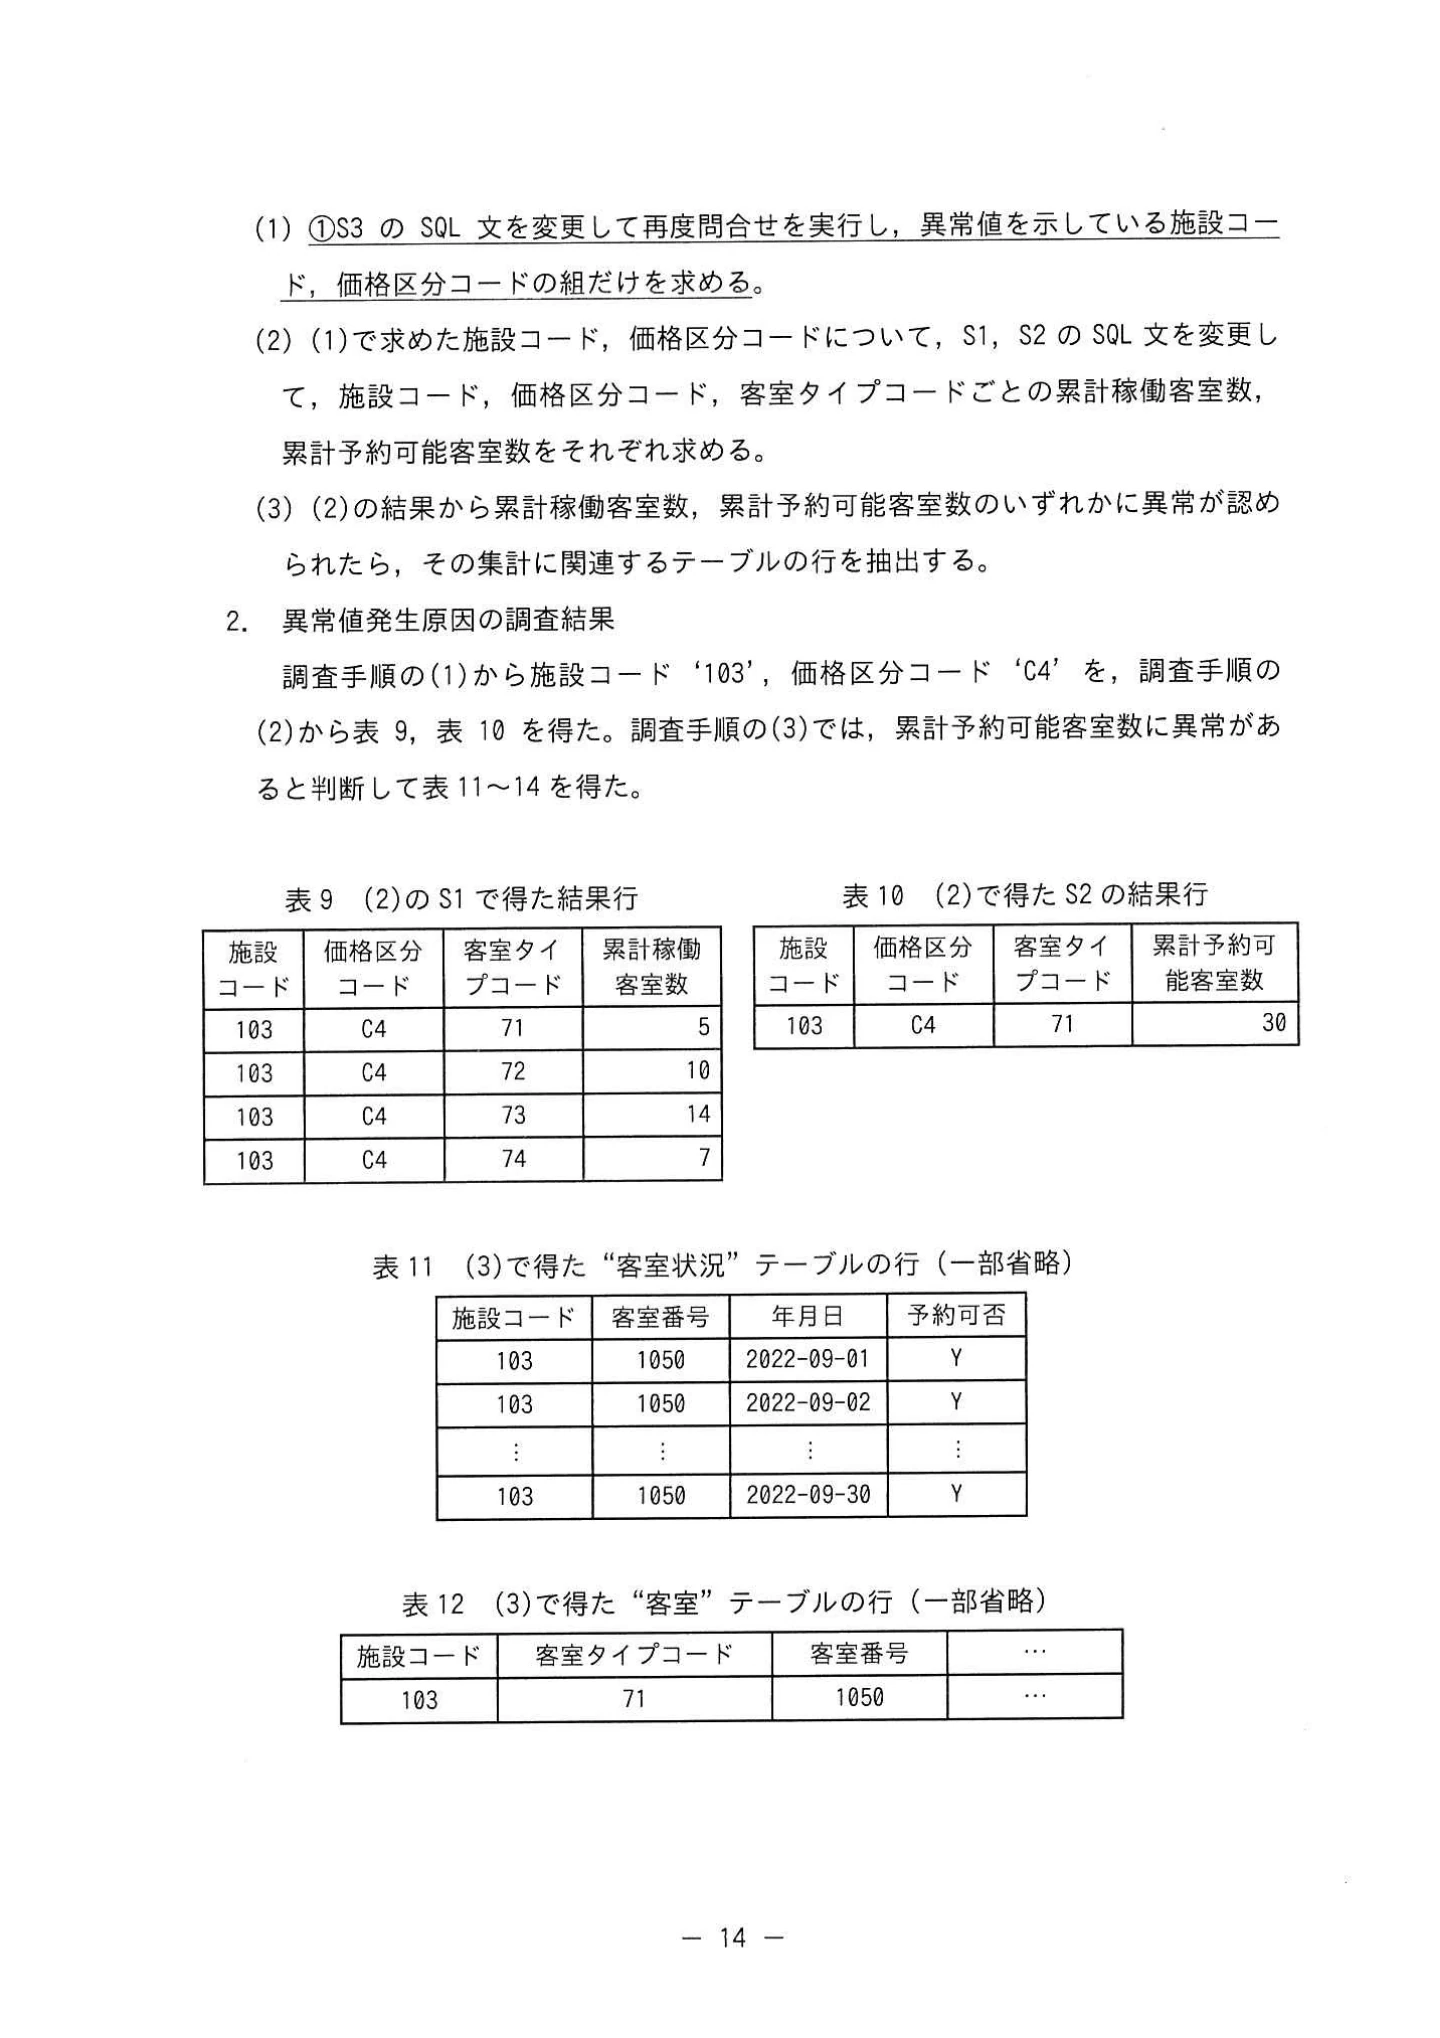 (1) ①S3 の SQL 文を変更して再度問合せを実行し，異常値を示している施設コー
ド，価格区分コードの組だけを求める。
(2) (1)で求めた施設コード，価格区分コードについて，S1，S2 の SQL 文を変更し
て，施設コード，価格区分コード，客室タイプコードごとの累計稼働客室数，
累計予約可能客室数をそれぞれ求める。
(3) (2)の結果から累計稼働客室数，累計予約可能客室数のいずれかに異常が認め
られたら，その集計に関連するテーブルの行を抽出する。
2． 異常値発生原因の調査結果
調査手順の(1)から施設コード ‘103’，価格区分コード ‘C4’ を，調査手順の
(2)から表 9，表 10 を得た。調査手順の(3)では，累計予約可能客室数に異常があ
ると判断して表 11～14 を得た。
表 9 (2)の S1 で得た結果行
施設コード 価格区分コード 客室タイプコード 累計稼働客室数
103 C4 71 5
103 C4 72 10
103 C4 73 14
103 C4 74 7
表 10 (2)で得た S2 の結果行
施設コード 価格区分コード 客室タイプコード 累計予約可能客室数
103 C4 71 30
表 11 (3)で得た “客室状況” テーブルの行（一部省略）
施設コード 客室番号 年月日 予約可否
103 1050 2022-09-01 Y
103 1050 2022-09-02 Y
⋮ ⋮ ⋮ ⋮
103 1050 2022-09-30 Y
表 12 (3)で得た “客室” テーブルの行（一部省略）
施設コード 客室タイプコード 客室番号 …
103 71 1050 …
－ 14 －